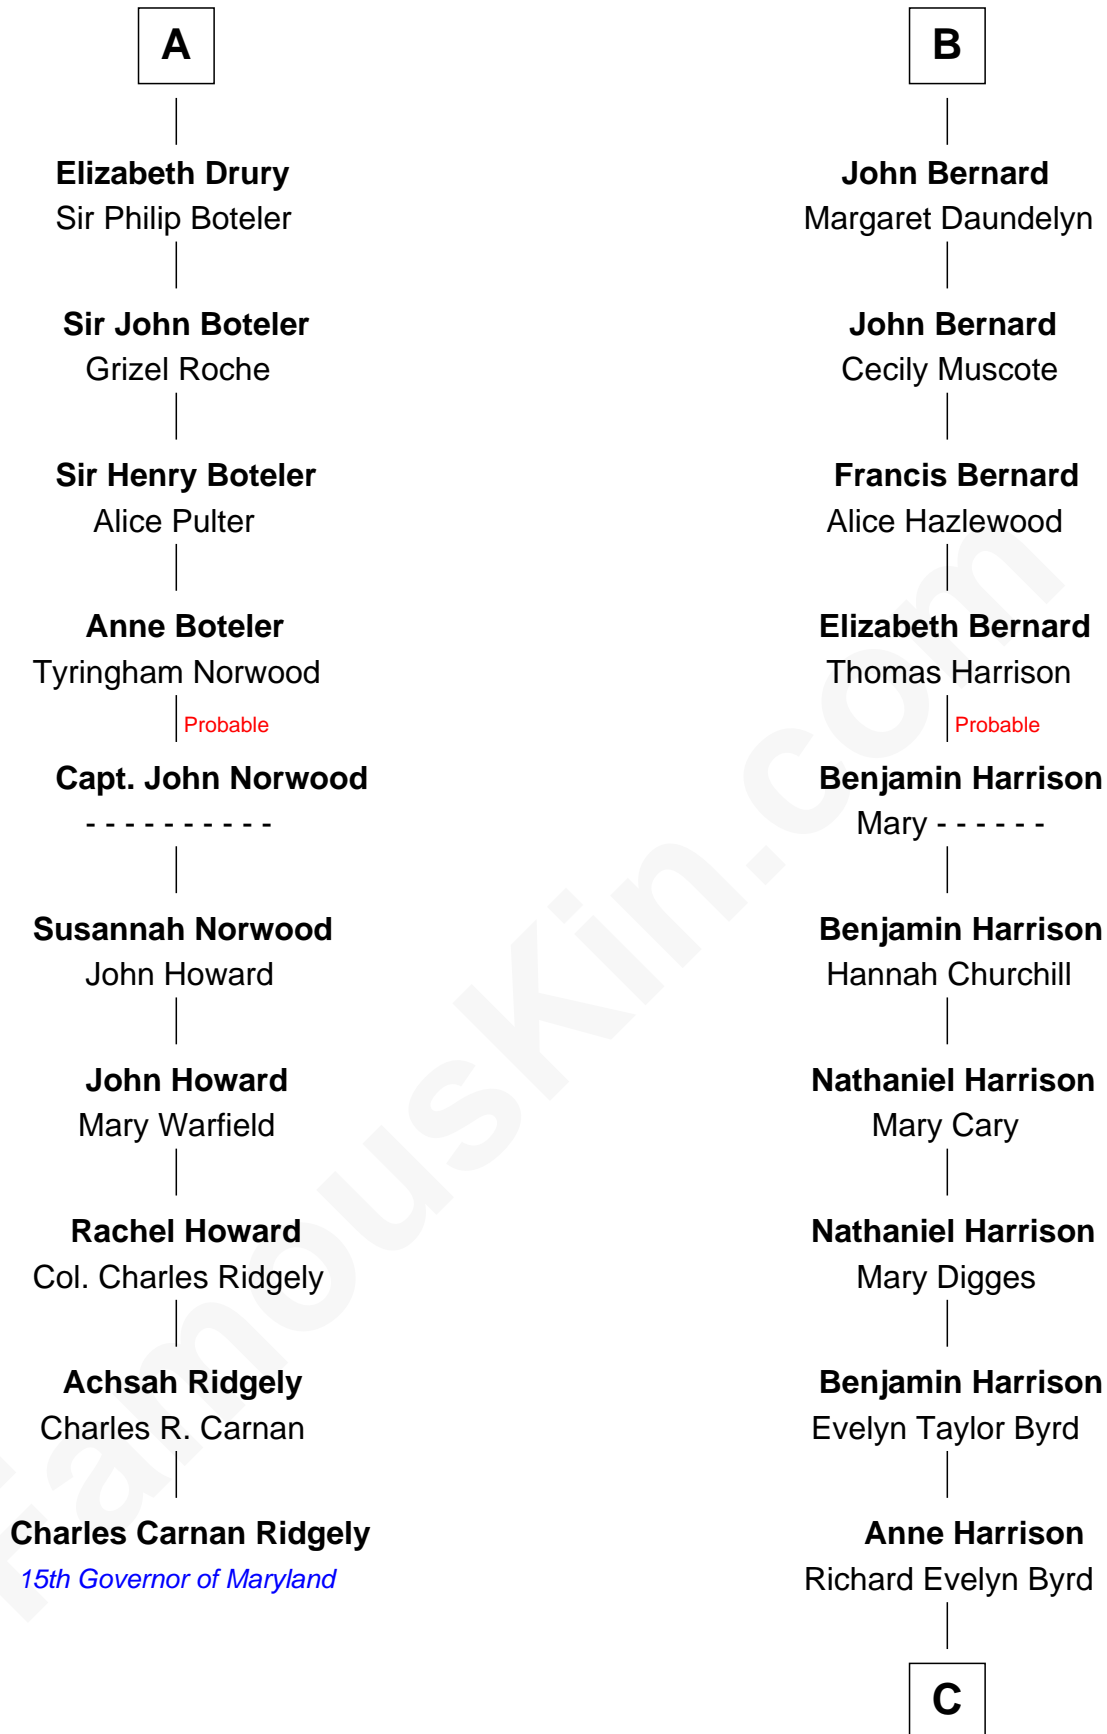 A
Elizabeth Drury
Sir Philip Boteler
Sir John Boteler
Grizel Roche
Sir Henry Boteler
Alice Pulter
Anne Boteler
Tyringham Norwood
Probable
Capt. John Norwood
- - - - - - - - - -
Susannah Norwood
John Howard
John Howard
Mary Warfield
Rachel Howard
Col. Charles Ridgely
Achsah Ridgely
Charles R. Carnan
Charles Carnan Ridgely
15th Governor of Maryland
B
John Bernard
Margaret Daundelyn
John Bernard
Cecily Muscote
Francis Bernard
Alice Hazlewood
Elizabeth Bernard
Thomas Harrison
Probable
Benjamin Harrison
Mary - - - - - -
Benjamin Harrison
Hannah Churchill
Nathaniel Harrison
Mary Cary
Nathaniel Harrison
Mary Digges
Benjamin Harrison
Evelyn Taylor Byrd
Anne Harrison
Richard Evelyn Byrd
C
FamousKin.com